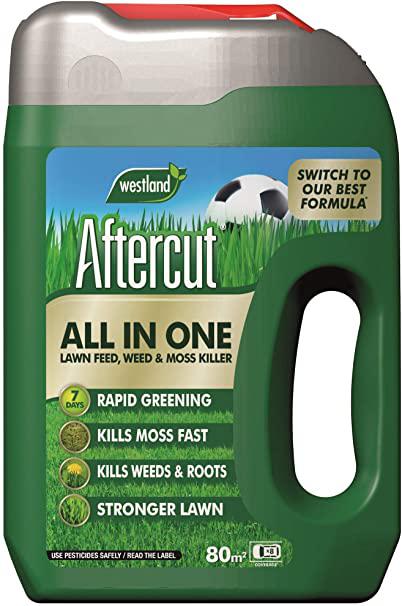 westland
SWITCH TO
OUR BEST
FORMULA
Aftercut®
ALL IN ONE
LAWN FEED, WEED & MOSS KILLER
7
DAYS
RAPID GREENING
KILLS MOSS FAST
KILLS WEEDS & ROOTS
STRONGER LAWN
USE PESTICIDES SAFELY / READ THE LABEL
80m²
x8